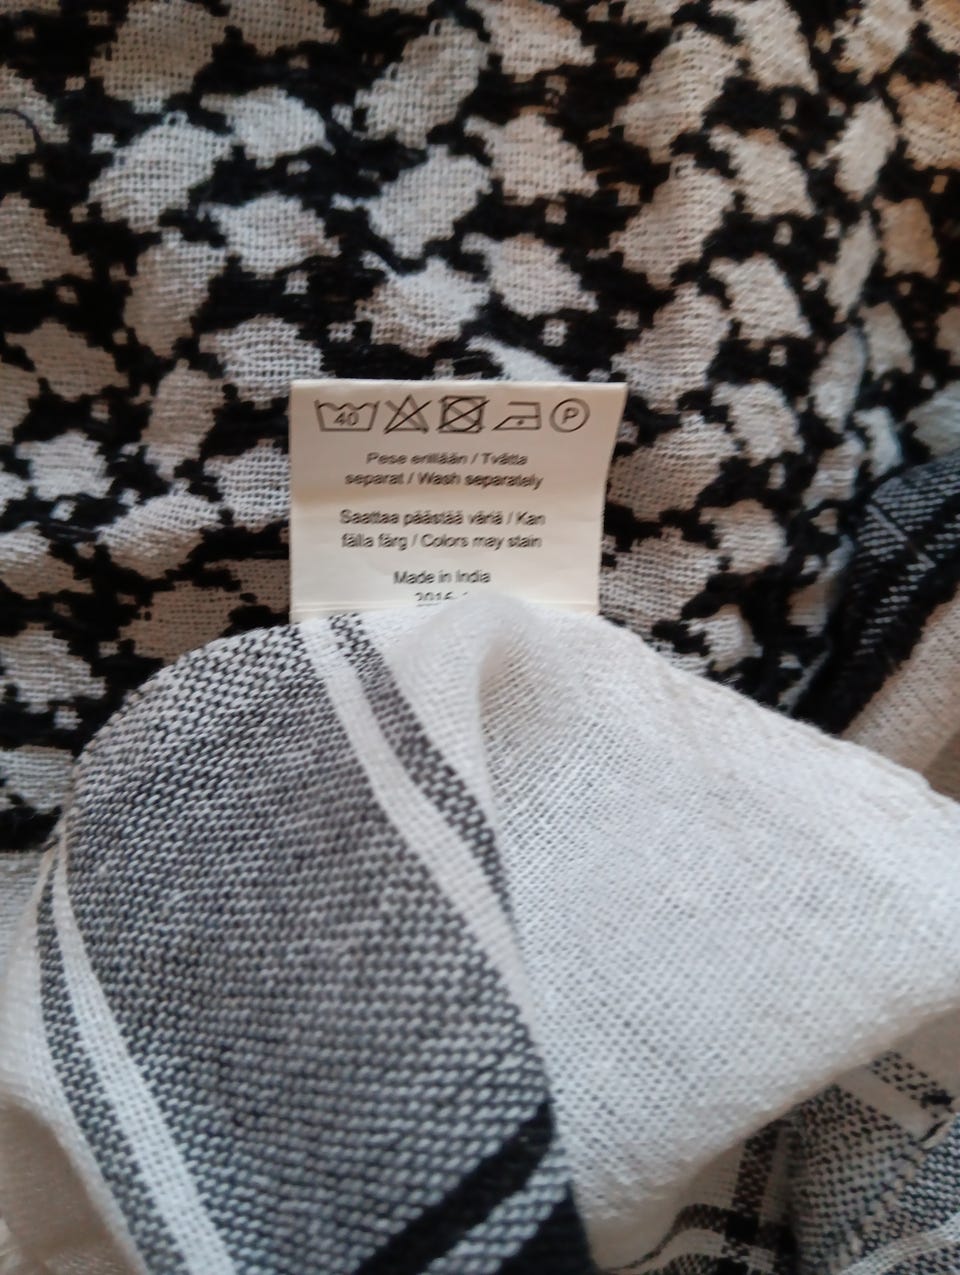 40 P
Pese erillään / Tvätta
separat / Wash separately
Saattaa päästää väriä / Kan
fälla färg / Colors may stain
Made in India